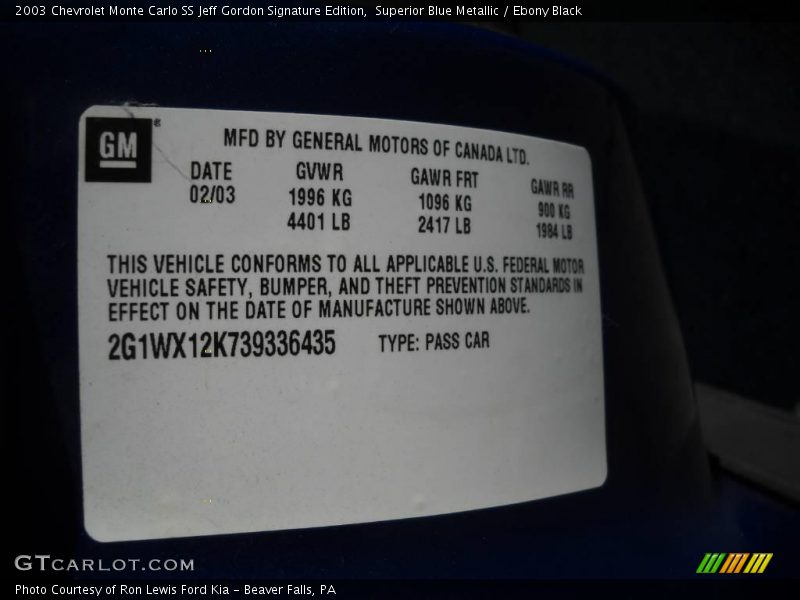 2003 Chevrolet Monte Carlo SS Jeff Gordon Signature Edition,  Superior Blue Metallic / Ebony Black
GM
®
MFD BY GENERAL MOTORS OF CANADA LTD.
DATE GVWR GAWR FRT GAWR RR
02/03 1996 KG 1096 KG 900 KG
4401 LB 2417 LB 1984 LB
THIS VEHICLE CONFORMS TO ALL APPLICABLE U.S. FEDERAL MOTOR
VEHICLE SAFETY, BUMPER, AND THEFT PREVENTION STANDARDS IN
EFFECT ON THE DATE OF MANUFACTURE SHOWN ABOVE.
2G1WX12K739336435 TYPE: PASS CAR
GTCARLOT.COM
Photo Courtesy of Ron Lewis Ford Kia – Beaver Falls, PA